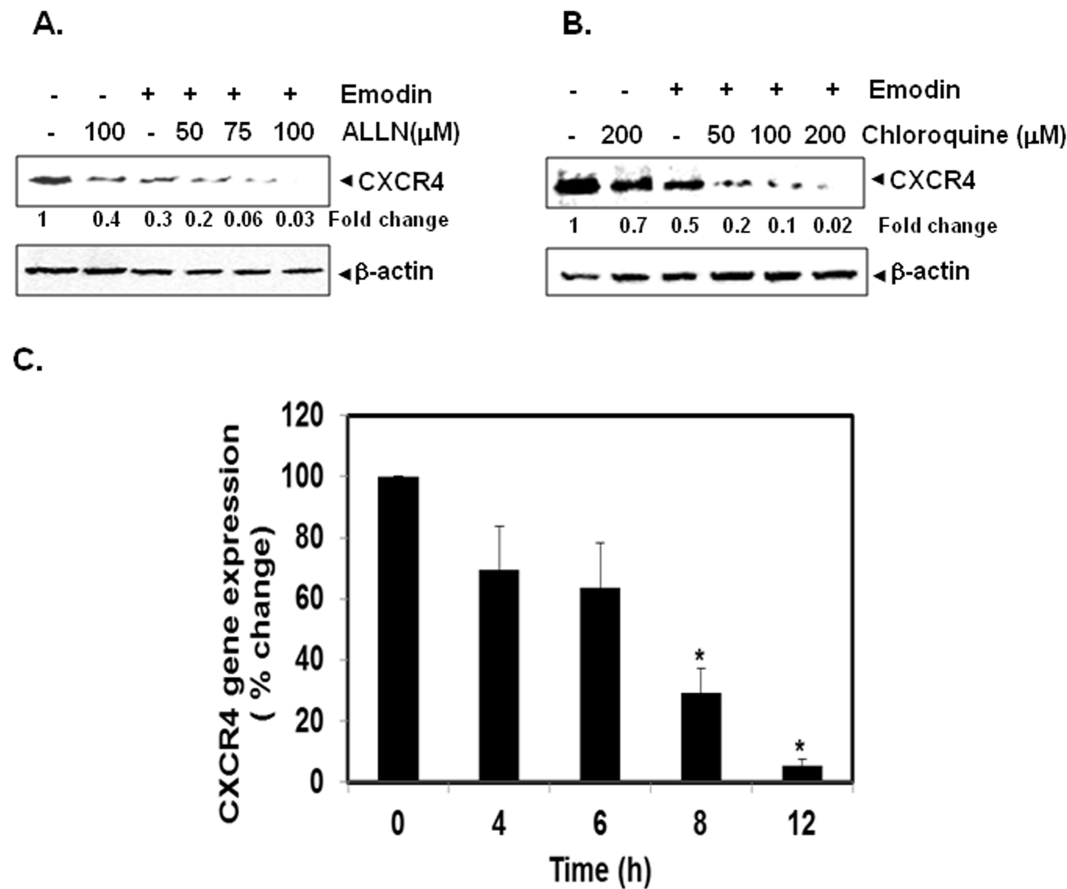 A.
- - + + + + Emodin
- 100 - 50 75 100 ALLN(μM)
CXCR4
1 0.4 0.3 0.2 0.06 0.03 Fold change
β-actin
B.
- - + + + + Emodin
- 200 - 50 100 200 Chloroquine (μM)
CXCR4
1 0.7 0.5 0.2 0.1 0.02 Fold change
β-actin
C.
CXCR4 gene expression
( % change)
120
100
80
60
40
20
0
*
*
0 4 6 8 12
Time (h)